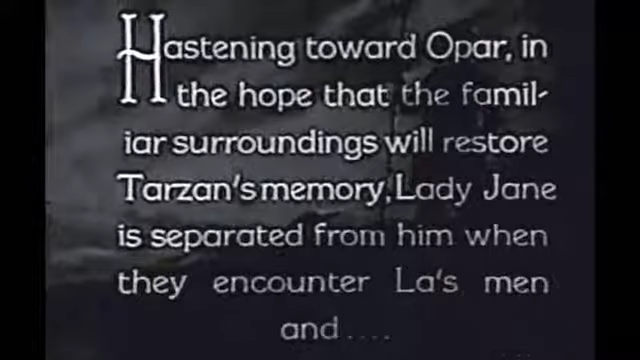 Hastening toward Opar, in
the hope that the famil-
iar surroundings will restore
Tarzan's memory, Lady Jane
is separated from him when
they encounter La's men
and....